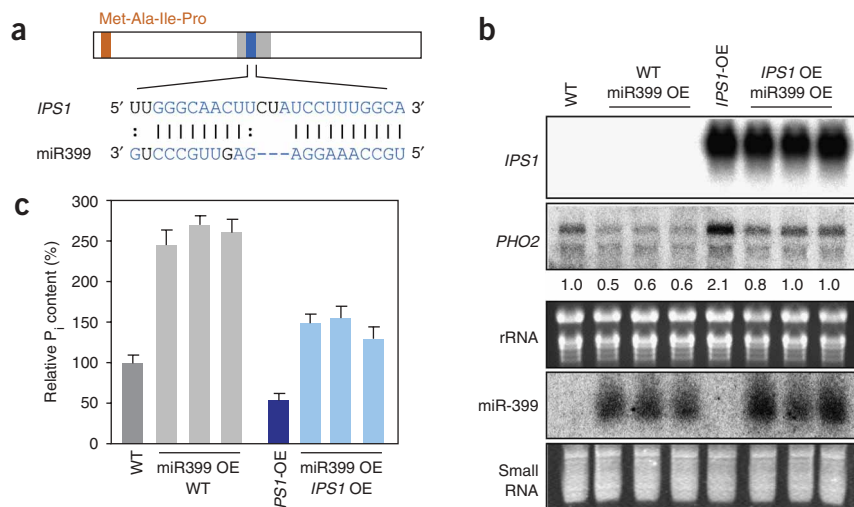 a
Met-Ala-Ile-Pro
IPS1 5′ UUGGGCAACUUCUAUCCUUUGGCA 3′
: ||||||||: ||||||||||
miR399 3′ GUCCCGUUGAG---AGGAAACCGU 5′
b
WT
WT
miR399 OE
IPS1-OE
IPS1 OE
miR399 OE
IPS1
PHO2
1.0 0.5 0.6 0.6 2.1 0.8 1.0 1.0
rRNA
miR-399
Small
RNA
c
Relative Pi content (%)
300
250
200
150
100
50
0
WT
miR399 OE
WT
PS1-OE
miR399 OE
IPS1 OE